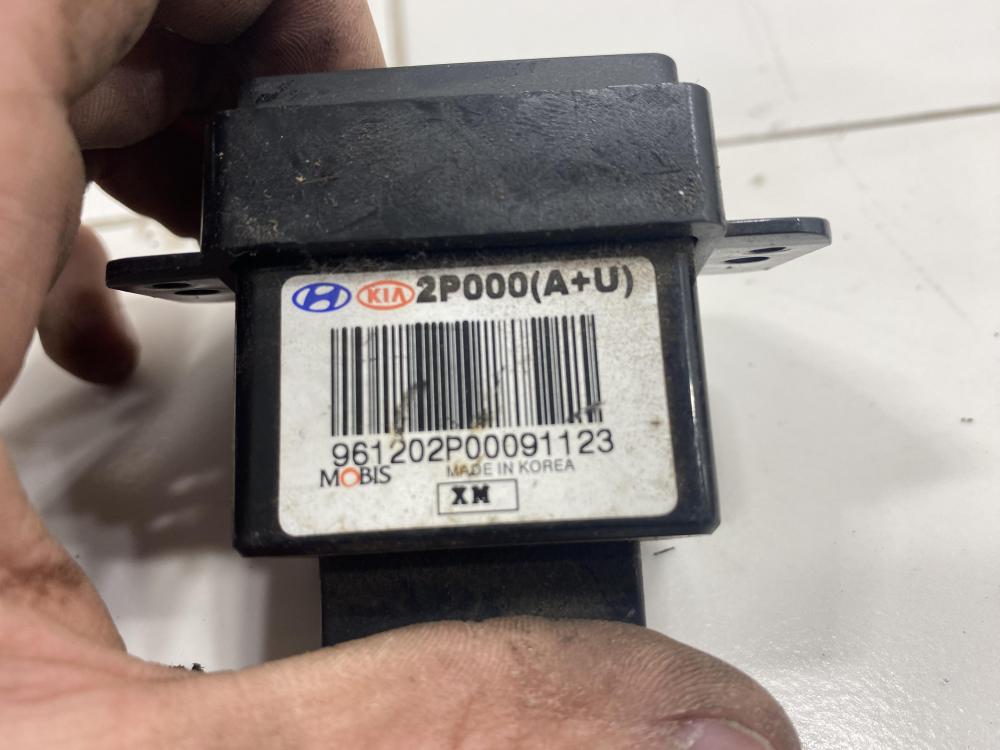 KIA 2P000(A+U)
961202P00091123
MOBIS MADE IN KOREA
XM